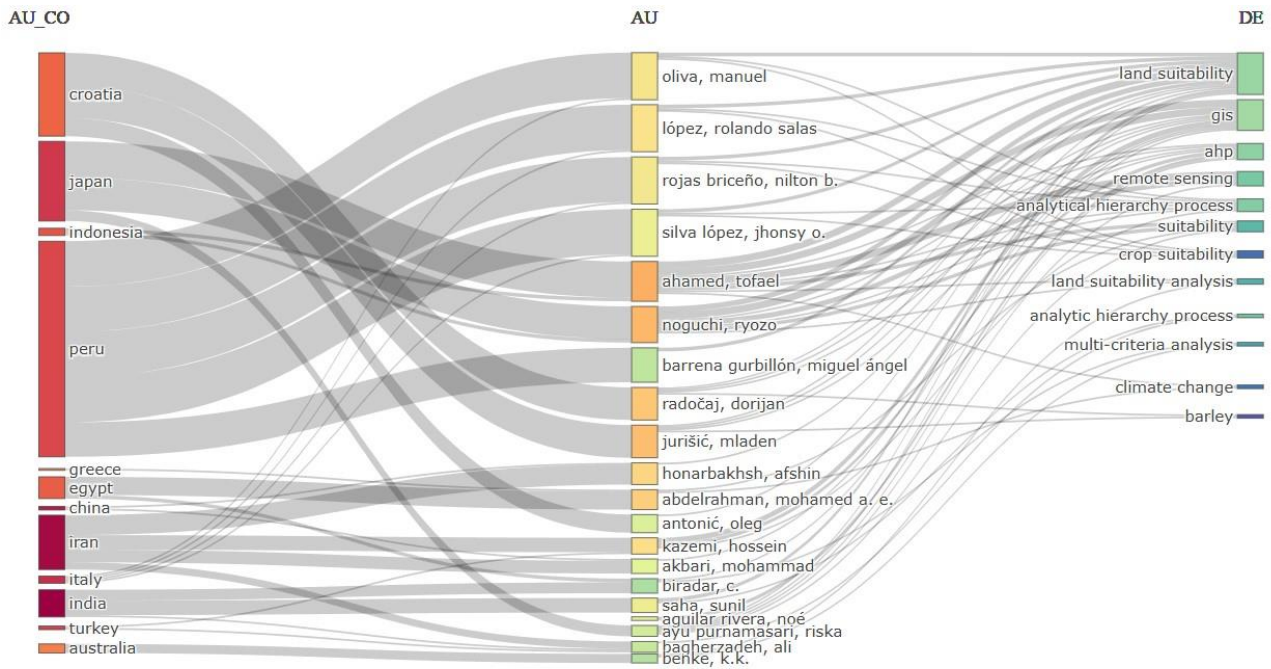 AU_CO
AU
DE
croatia
japan
indonesia
peru
greece
egypt
china
iran
italy
india
turkey
australia
oliva, manuel
lópez, rolando salas
rojas briceño, nilton b.
silva lópez, jhonsy o.
ahamed, tofael
noguchi, ryozo
barrena gurbillón, miguel ángel
radočaj, dorijan
jurišić, mladen
honarbakhsh, afshin
abdelrahman, mohamed a. e.
antonić, oleg
kazemi, hossein
akbari, mohammad
biradar, c.
saha, sunil
aguilar rivera, noé
ayu purnamasari, riska
bagherzadeh, ali
benke, k.k.
land suitability
gis
ahp
remote sensing
analytical hierarchy process
suitability
crop suitability
land suitability analysis
analytic hierarchy process
multi-criteria analysis
climate change
barley